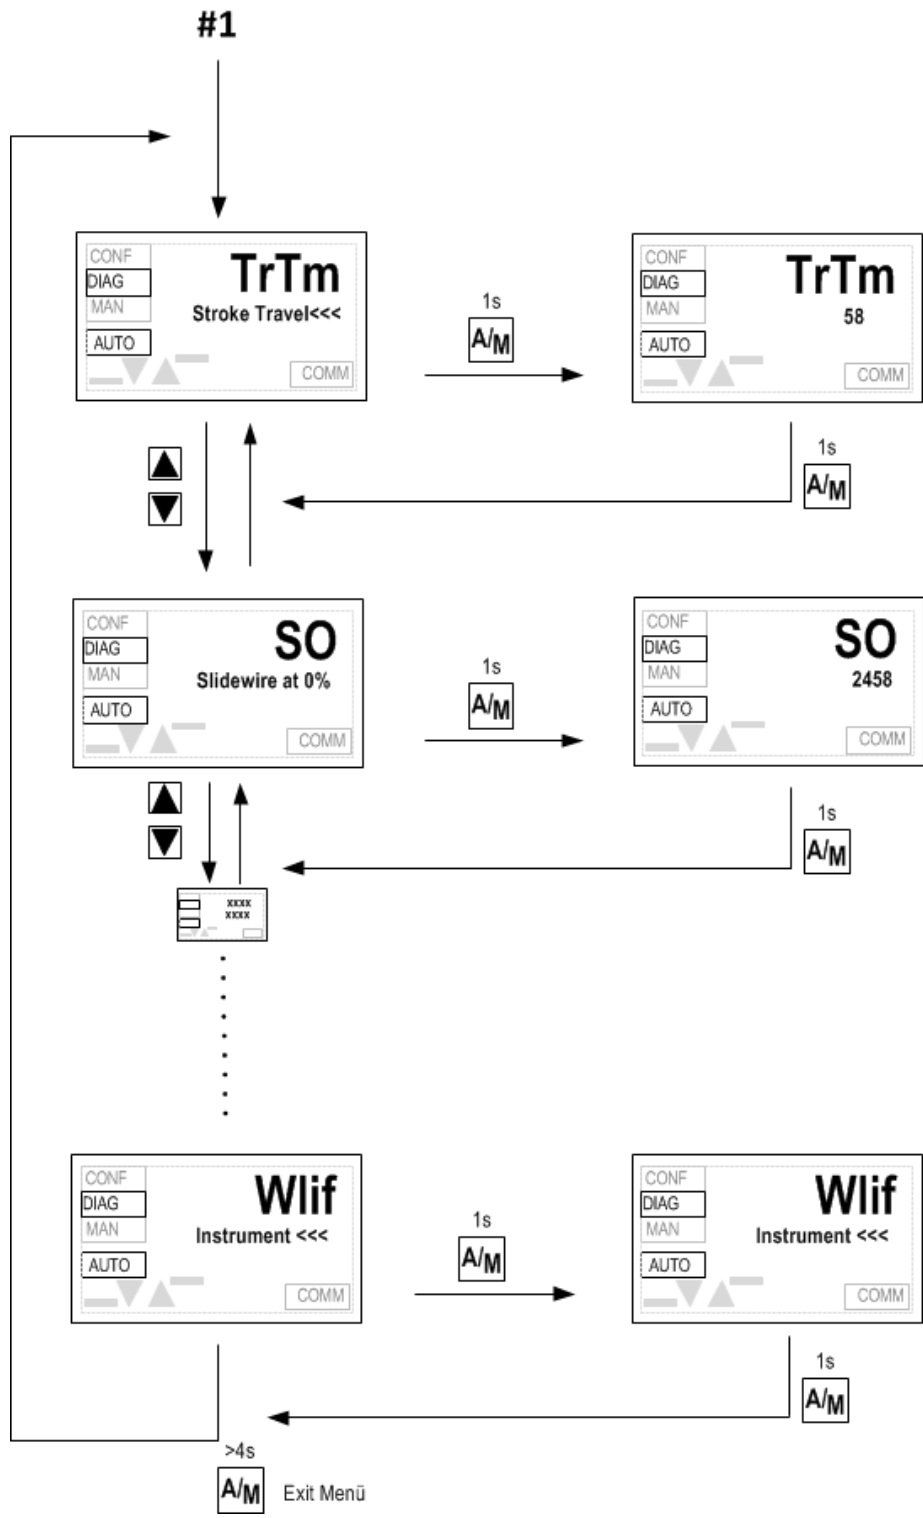 #1
CONF
DIAG
MAN
AUTO
TrTm
Stroke Travel<<<
COMM
1s
A/M
CONF
DIAG
MAN
AUTO
TrTm
58
COMM
1s
A/M
CONF
DIAG
MAN
AUTO
SO
Slidewire at 0%
COMM
1s
A/M
CONF
DIAG
MAN
AUTO
SO
2458
COMM
1s
A/M
xxxx
xxxx
CONF
DIAG
MAN
AUTO
Wlif
Instrument <<<
COMM
1s
A/M
CONF
DIAG
MAN
AUTO
Wlif
Instrument <<<
COMM
1s
A/M
>4s
A/M Exit Menü